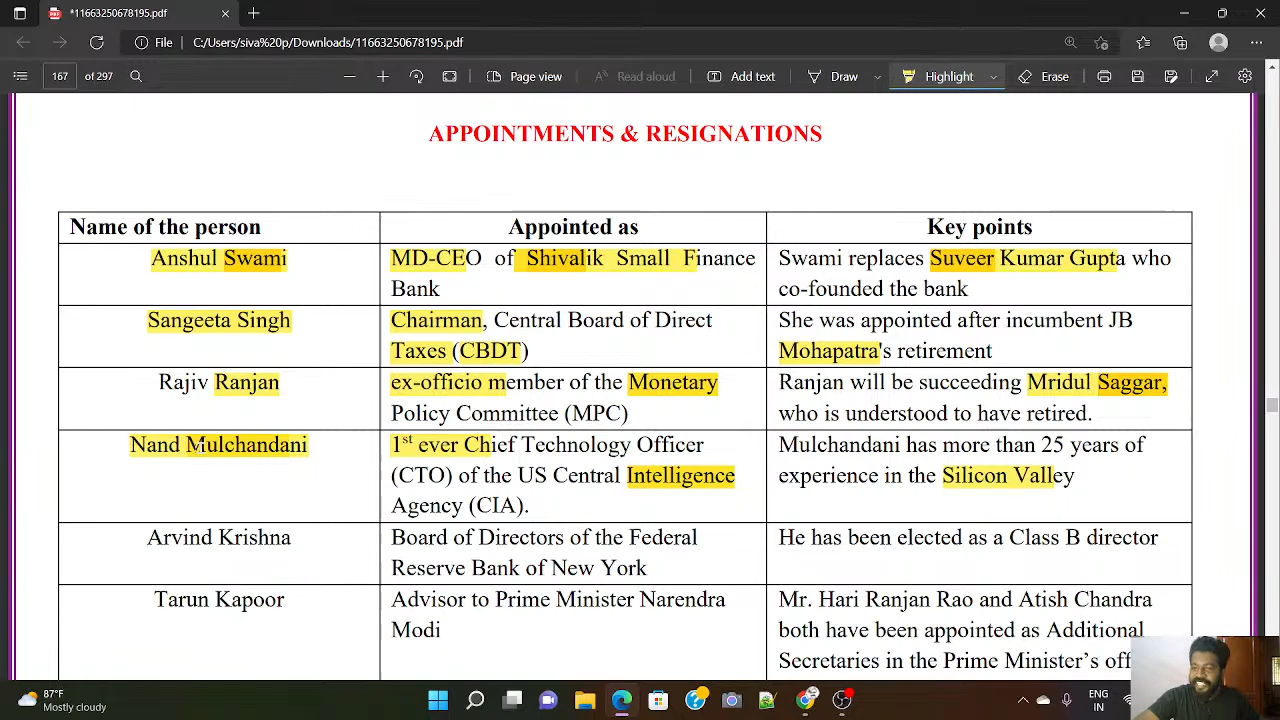 *11663250678195.pdf
File C:/Users/siva%20p/Downloads/11663250678195.pdf
167 of 297 Page view Read aloud Add text Draw Highlight Erase
APPOINTMENTS & RESIGNATIONS
Name of the person Appointed as Key points
Anshul Swami MD-CEO of Shivalik Small Finance Swami replaces Suveer Kumar Gupta who
Bank co-founded the bank
Sangeeta Singh Chairman, Central Board of Direct She was appointed after incumbent JB
Taxes (CBDT) Mohapatra's retirement
Rajiv Ranjan ex-officio member of the Monetary Ranjan will be succeeding Mridul Saggar,
Policy Committee (MPC) who is understood to have retired.
Nand Mulchandani 1st ever Chief Technology Officer Mulchandani has more than 25 years of
(CTO) of the US Central Intelligence experience in the Silicon Valley
Agency (CIA).
Arvind Krishna Board of Directors of the Federal He has been elected as a Class B director
Reserve Bank of New York
Tarun Kapoor Advisor to Prime Minister Narendra Mr. Hari Ranjan Rao and Atish Chandra
Modi both have been appointed as Additional
Secretaries in the Prime Minister's off
87°F ENG
Mostly cloudy IN